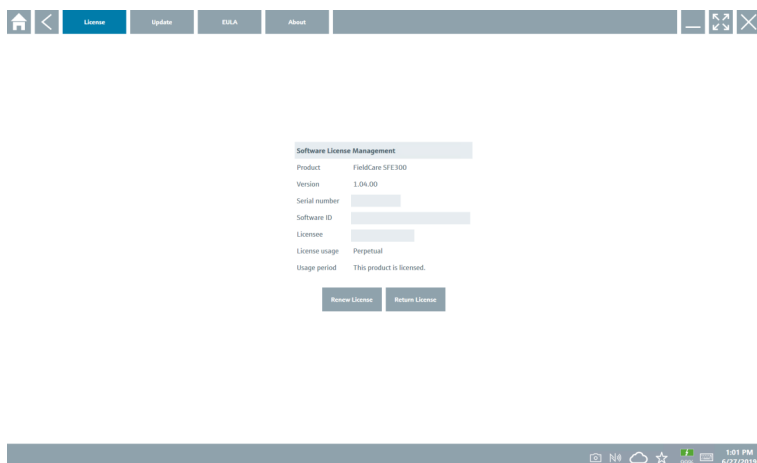 License Update EULA About
Software License Management
Product FieldCare SFE300
Version 1.04.00
Serial number
Software ID
Licensee
License usage Perpetual
Usage period This product is licensed.
Renew License Return License
1:01 PM
6/27/2019